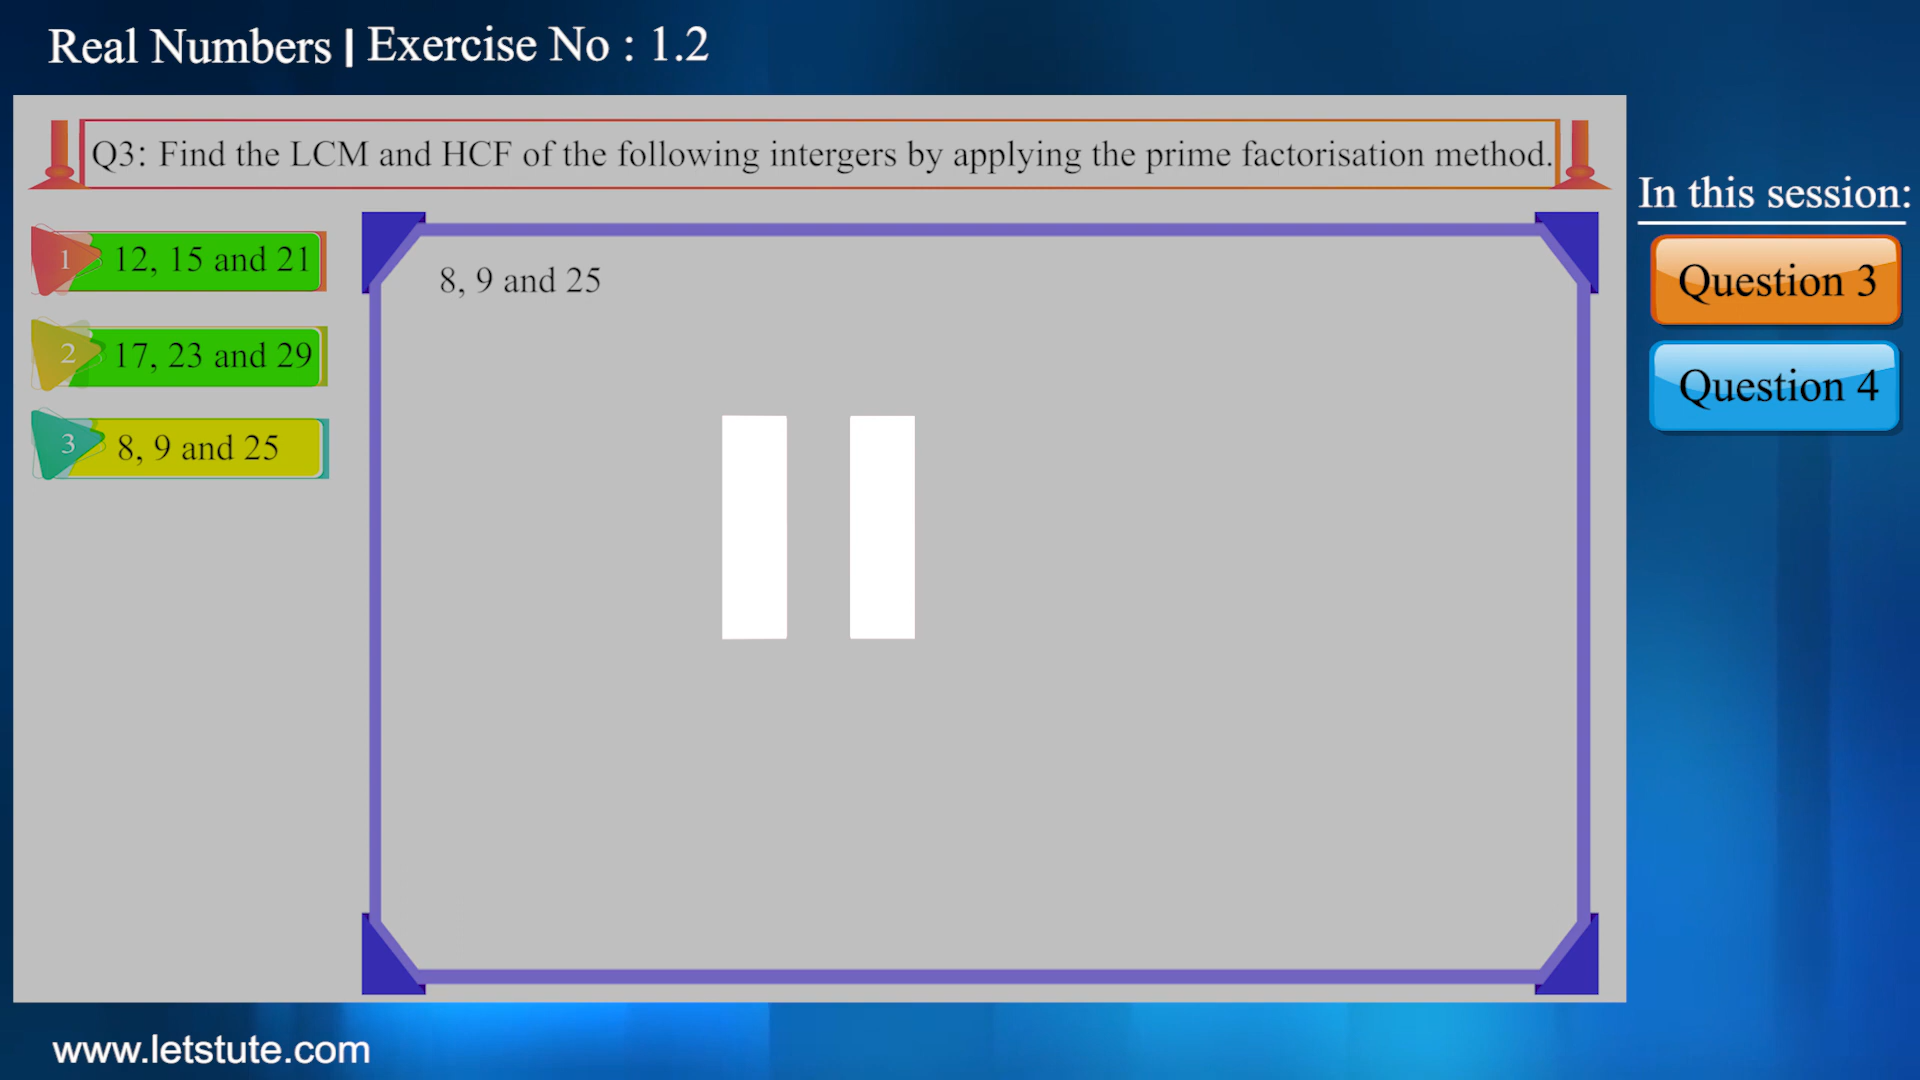 Real Numbers | Exercise No : 1.2
Q3: Find the LCM and HCF of the following intergers by applying the prime factorisation method.
In this session:
1 12, 15 and 21
8, 9 and 25
Question 3
2 17, 23 and 29
Question 4
3 8, 9 and 25
www.letstute.com